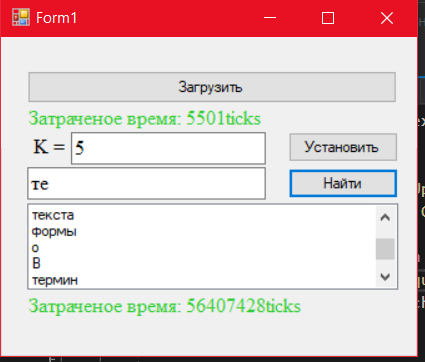 Form1
Загрузить
Затраченое время: 5501ticks
K = 5 Установить
те Найти
текста
формы
о
В
термин
Затраченое время: 56407428ticks